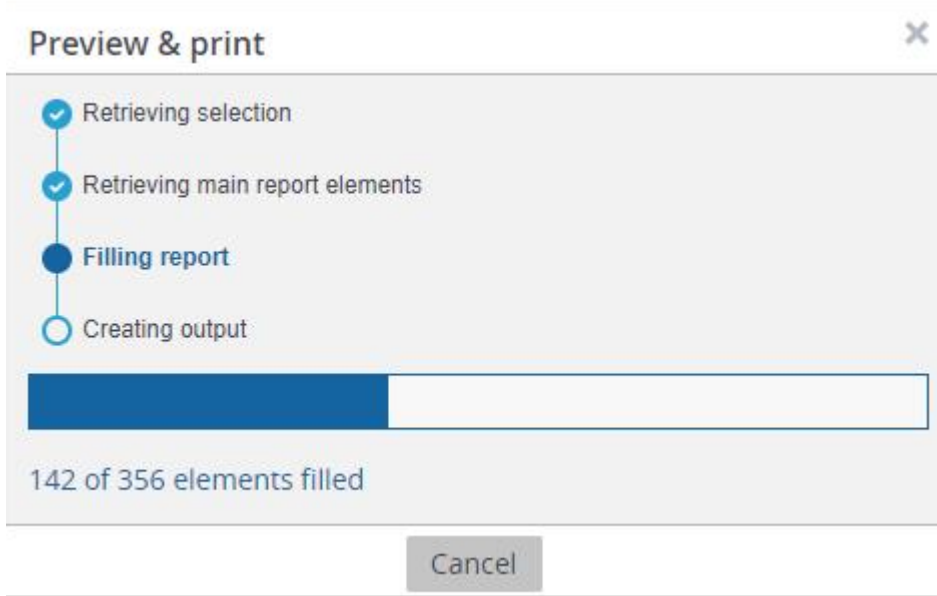 Preview & print
Retrieving selection
Retrieving main report elements
Filling report
Creating output
142 of 356 elements filled
Cancel